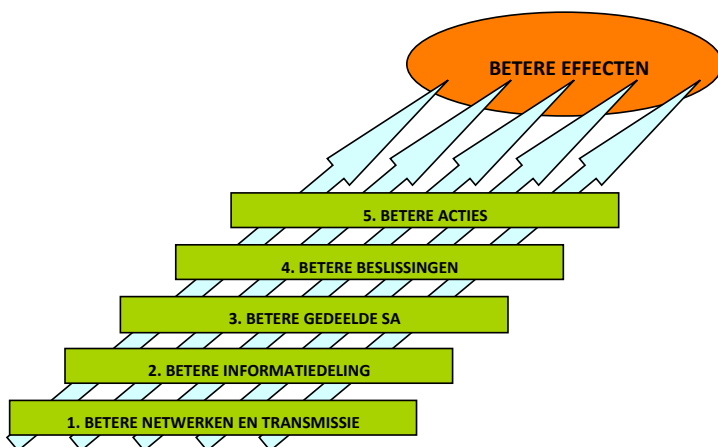 BETERE EFFECTEN
5. BETERE ACTIES
4. BETERE BESLISSINGEN
3. BETERE GEDEELDE SA
2. BETERE INFORMATIEDELING
1. BETERE NETWERKEN EN TRANSMISSIE